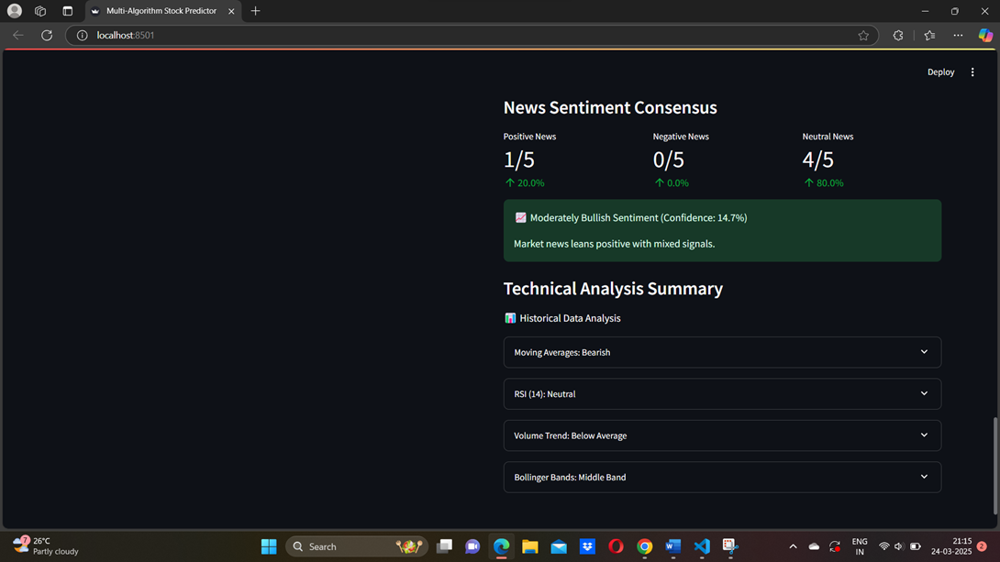 Multi-Algorithm Stock Predictor
localhost:8501
Deploy
News Sentiment Consensus
Positive News
1/5
↑ 20.0%
Negative News
0/5
↑ 0.0%
Neutral News
4/5
↑ 80.0%
Moderately Bullish Sentiment (Confidence: 14.7%)
Market news leans positive with mixed signals.
Technical Analysis Summary
Historical Data Analysis
Moving Averages: Bearish
RSI (14): Neutral
Volume Trend: Below Average
Bollinger Bands: Middle Band
7
26°C
Partly cloudy
Search
ENG
IN
21:15
24-03-2025
2